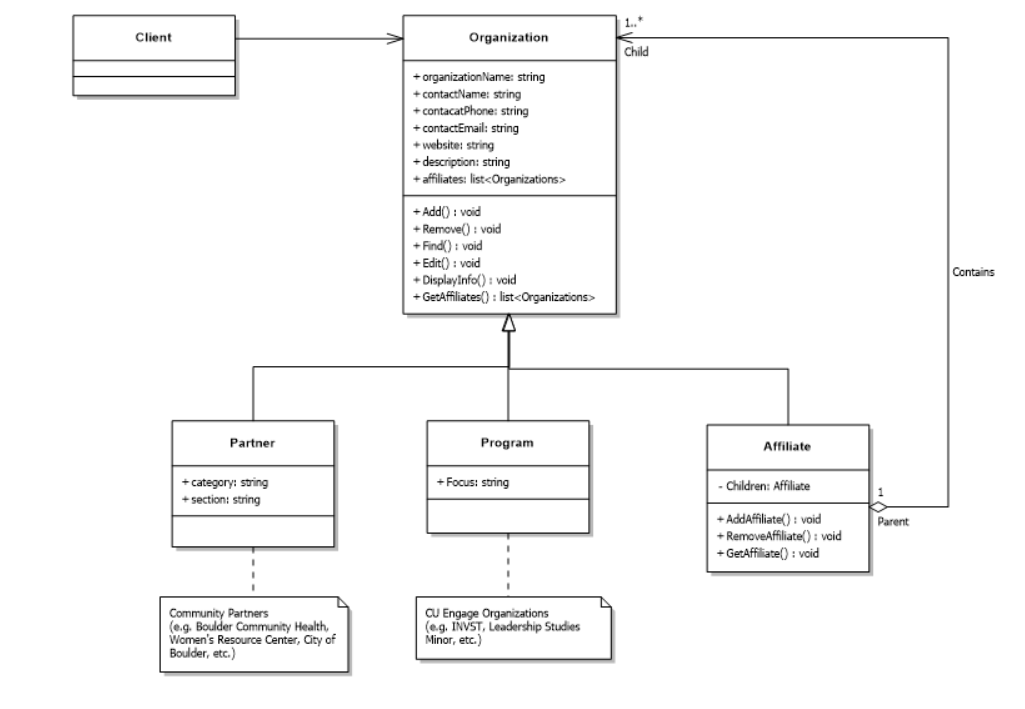 Client
Organization
1..*
Child
+ organizationName: string
+ contactName: string
+ contacatPhone: string
+ contactEmail: string
+ website: string
+ description: string
+ affiliates: list<Organizations>
+ Add() : void
+ Remove() : void
+ Find() : void
+ Edit() : void
+ DisplayInfo() : void
+ GetAffiliates() : list<Organizations>
Contains
Partner
+ category: string
+ section: string
Program
+ Focus: string
Affiliate
- Children: Affiliate
+ AddAffiliate() : void
+ RemoveAffiliate() : void
+ GetAffiliate() : void
1
Parent
Community Partners
(e.g. Boulder Community Health,
Women's Resource Center, City of
Boulder, etc.)
CU Engage Organizations
(e.g. INVST, Leadership Studies
Minor, etc.)